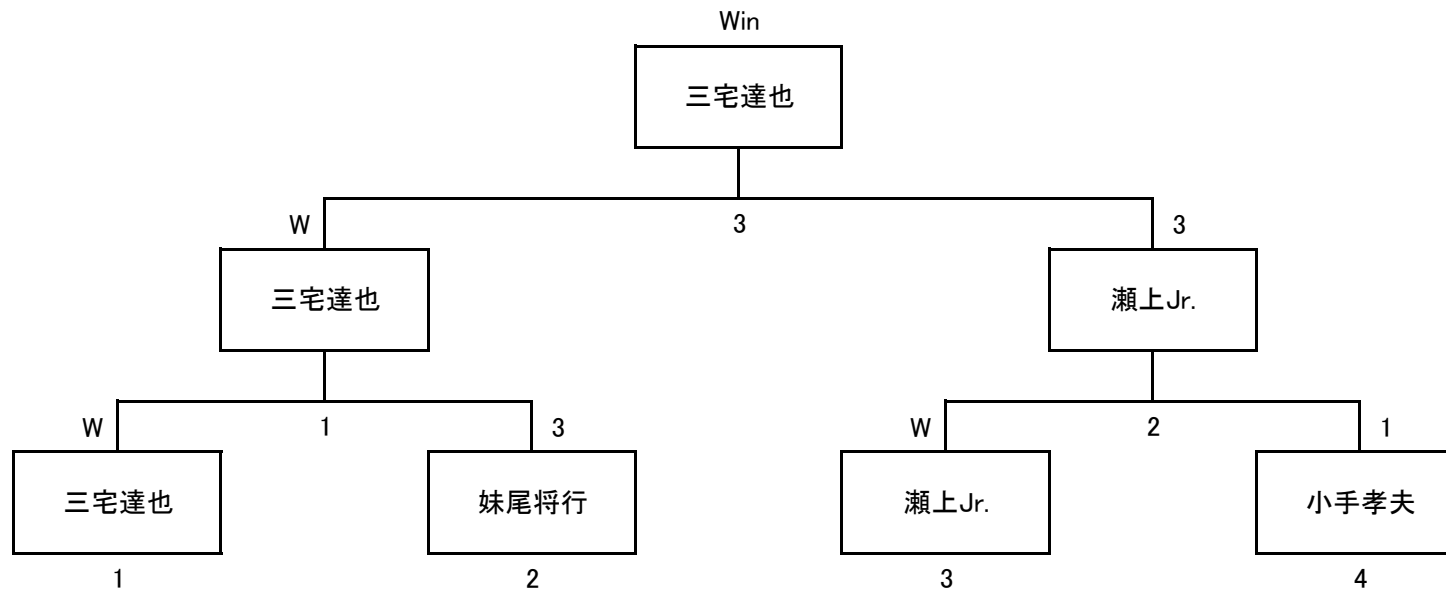 Win
三宅達也
W 3 3
三宅達也 瀬上Jr.
W 1 3 W 2 1
三宅達也 妹尾将行 瀬上Jr. 小手孝夫
1 2 3 4